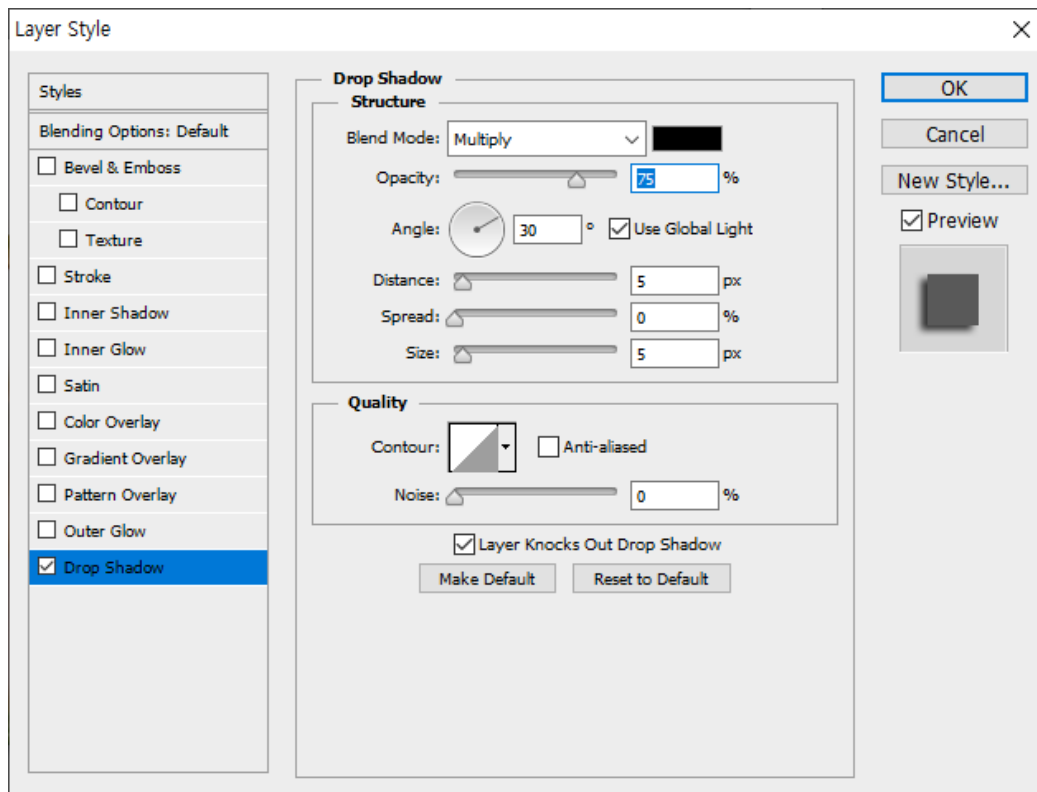 Layer Style
Styles
Blending Options: Default
Bevel & Emboss
Contour
Texture
Stroke
Inner Shadow
Inner Glow
Satin
Color Overlay
Gradient Overlay
Pattern Overlay
Outer Glow
Drop Shadow
Drop Shadow
Structure
Blend Mode: Multiply
Opacity: 75 %
Angle: 30 ° Use Global Light
Distance: 5 px
Spread: 0 %
Size: 5 px
Quality
Contour: Anti-aliased
Noise: 0 %
Layer Knocks Out Drop Shadow
Make Default Reset to Default
OK
Cancel
New Style...
Preview